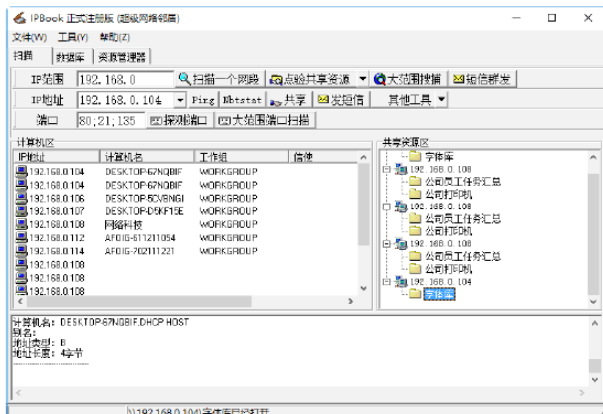 IPBook 正式注册版 (超级网络邻居)
文件(W) 工具(Y) 帮助(Z)
扫描 数据库 资源管理器
IP范围 192.168.0 扫描一个网段 点验共享资源 大范围搜捕 短信群发
IP地址 192.168.0.104 Ping Nbtstat 共享 发短信 其他工具
端口 80;21;135 探测端口 大范围端口扫描
计算机区
IP地址 计算机名 工作组 信使
192.168.0.104 DESKTOP-67NQBIF WORKGROUP
192.168.0.104 DESKTOP-67NQBIF WORKGROUP
192.168.0.106 DESKTOP-5CVBNGI WORKGROUP
192.168.0.107 DESKTOP-D5KF15E WORKGROUP
192.168.0.108 网络科技 WORKGROUP
192.168.0.112 AFOIG-611211054 WORKGROUP
192.168.0.114 AFOIG-702111221 WORKGROUP
192.168.0.108
192.168.0.108
192.168.0.108
共享资源区
字体库
192.168.0.108
公司员工任务汇总
公司打印机
192.168.0.108
公司员工任务汇总
公司打印机
192.168.0.108
公司员工任务汇总
公司打印机
192.168.0.104
字体库
计算机名: DESKTOP-67NQBIF.DHCP HOST
别名:
地址类型: B
地址长度: 4字节
\\192.168.0.104\字体库已经打开